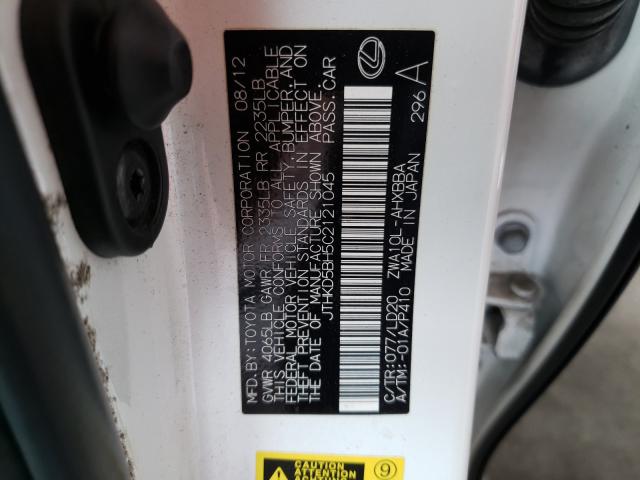 MFD.BY:TOYOTA MOTOR CORPORATION 08/12
GVWR 4065LB GAWR FR 2335LB RR 2235LB
THIS VEHICLE CONFORMS TO ALL APPLICABLE
FEDERAL MOTOR VEHICLE SAFETY, BUMPER, AND
THEFT PREVENTION STANDARDS IN EFFECT ON
THE DATE OF MANUFACTURE SHOWN ABOVE.
JTHKD5BH5C2121045 PASS.CAR
C/TR:077/LD20 ZWA10L-AHXBBA
A/TM:-01A/P410 MADE IN JAPAN
296 A
CAUTION
ATTENTION
9